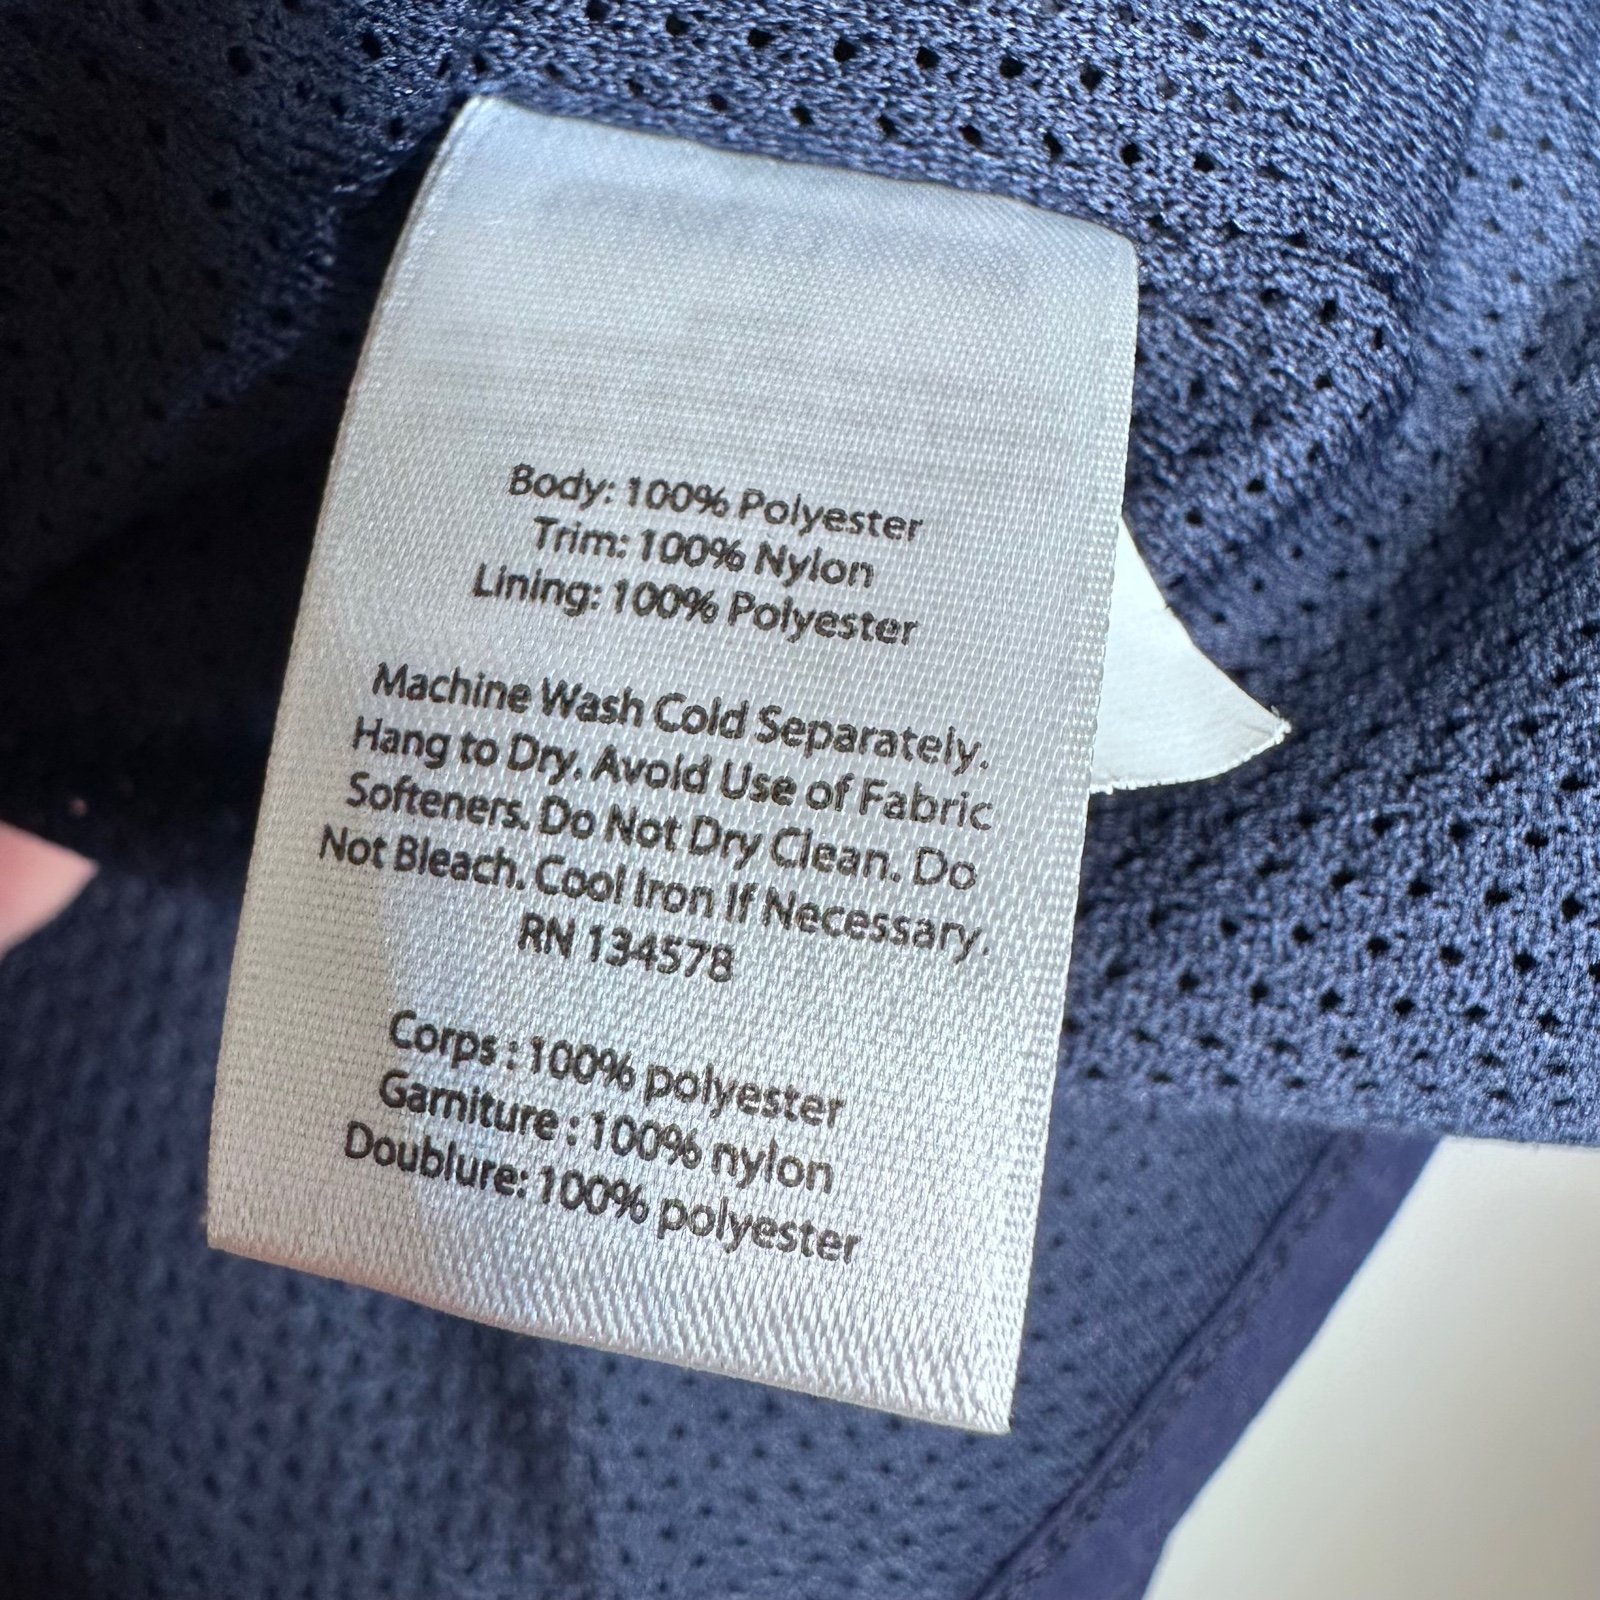 Body: 100% Polyester
Trim: 100% Nylon
Lining: 100% Polyester
Machine Wash Cold Separately.
Hang to Dry. Avoid Use of Fabric
Softeners. Do Not Dry Clean. Do
Not Bleach. Cool Iron If Necessary.
RN 134578
Corps : 100% polyester
Garniture : 100% nylon
Doublure: 100% polyester